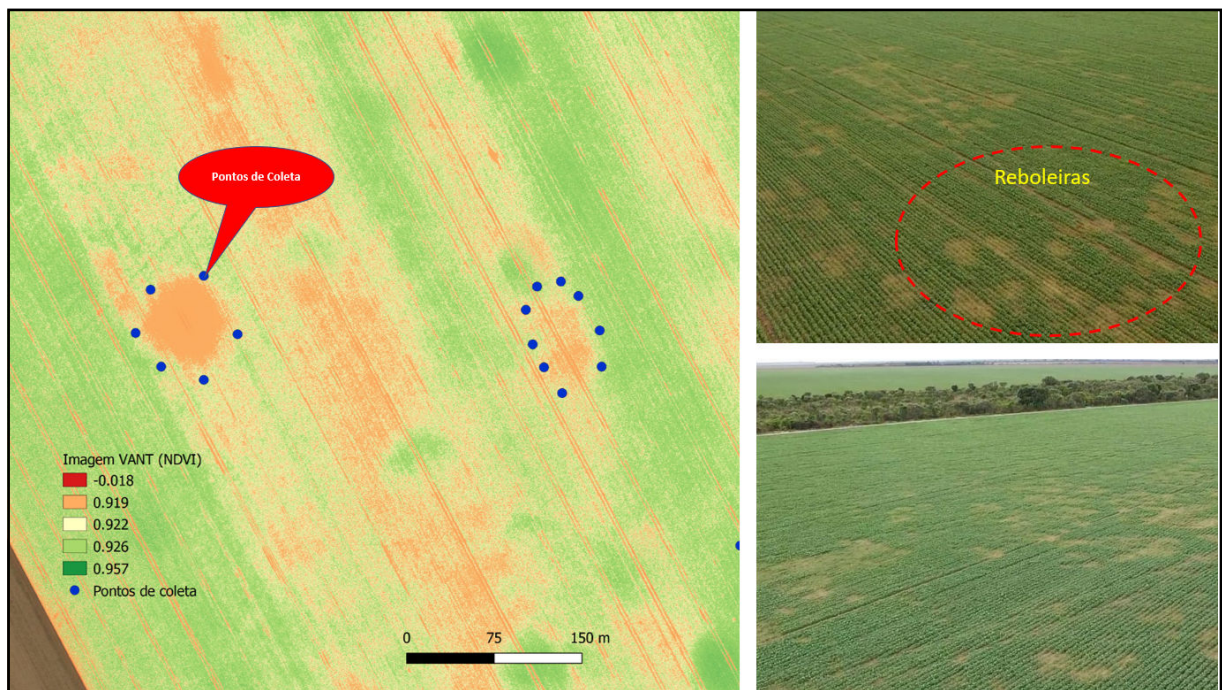 Pontos de Coleta
Imagem VANT (NDVI)
-0.018
0.919
0.922
0.926
0.957
Pontos de coleta
0 75 150 m
Reboleiras